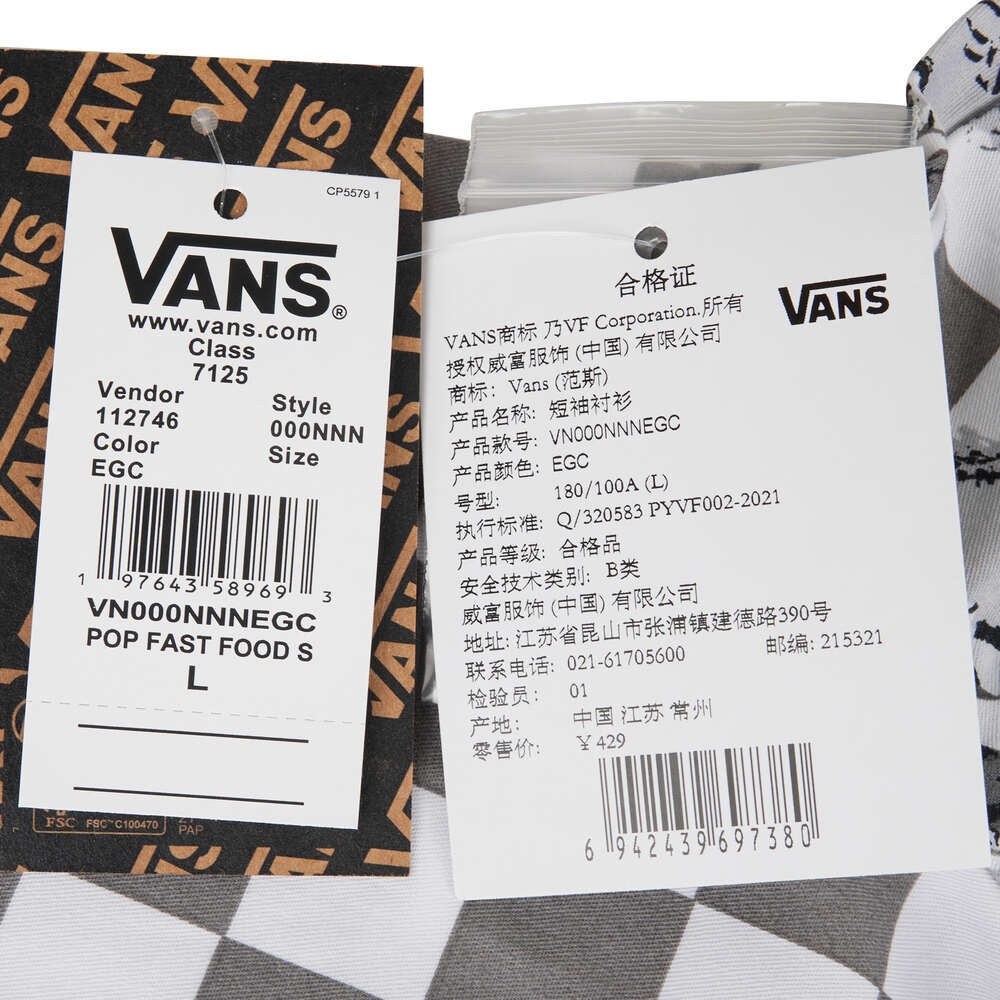 CP5579 1
VANS®
www.vans.com
Class
7125
Vendor
112746
Style
000NNN
Color
EGC
Size
1 97643 58969 3
VN000NNNEGC
POP FAST FOOD S
L
FSC FSC™C100470
PAP
合格证
VANS
VANS商标 乃VF Corporation.所有
授权威富服饰 (中国) 有限公司
商标: Vans (范斯)
产品名称: 短袖衬衫
产品款号: VN000NNNEGC
产品颜色: EGC
号型: 180/100A (L)
执行标准: Q/320583 PYVF002-2021
产品等级: 合格品
安全技术类别: B类
威富服饰 (中国) 有限公司
地址: 江苏省昆山市张浦镇建德路390号
联系电话: 021-61705600 邮编: 215321
检验员: 01
产地: 中国 江苏 常州
零售价: ¥429
6 942439 697380
VANS
VANS
VANS
VANS
VANS